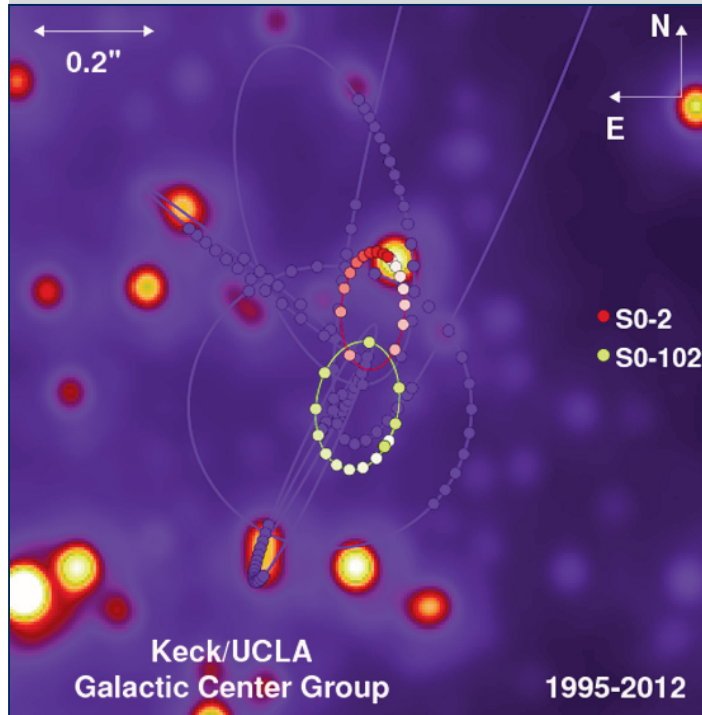 0.2"
N
E
S0-2
S0-102
Keck/UCLA
Galactic Center Group
1995-2012